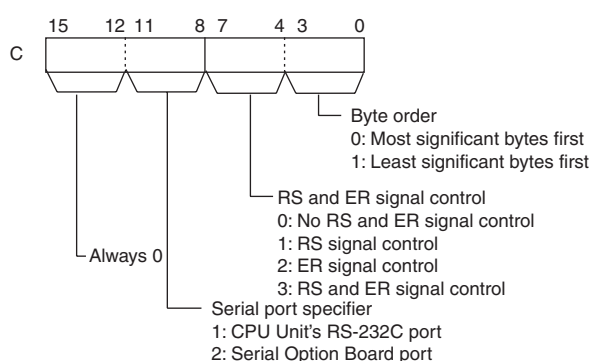 15 12 11 8 7 4 3 0
C
Byte order
0: Most significant bytes first
1: Least significant bytes first
RS and ER signal control
0: No RS and ER signal control
1: RS signal control
2: ER signal control
3: RS and ER signal control
Always 0
Serial port specifier
1: CPU Unit's RS-232C port
2: Serial Option Board port